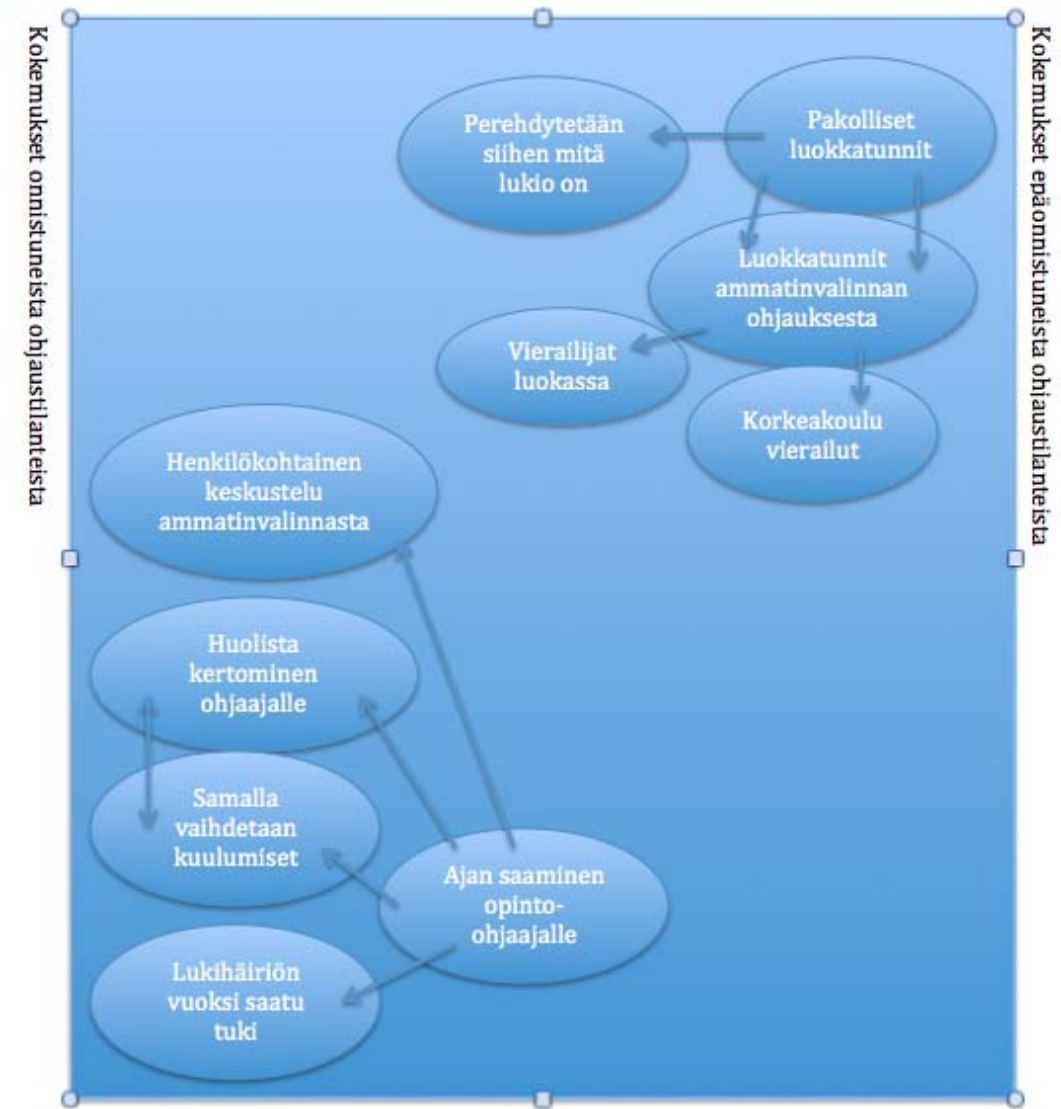 Kokemukset onnistuneista ohjaustilanteista
Kokemukset epäonnistuneista ohjaustilanteista
Perehdytetään
siihen mitä
lukio on
Pakolliset
luokkatunnit
Luokkatunnit
ammatinvalinnan
ohjauksesta
Vierailijat
luokassa
Korkeakoulu
vierailut
Henkilökohtainen
keskustelu
ammatinvalinnasta
Huolista
kertominen
ohjaajalle
Samalla
vaihdetaan
kuulumiset
Ajan saaminen
opinto-
ohjaajalle
Lukihäiriön
vuoksi saatu
tuki